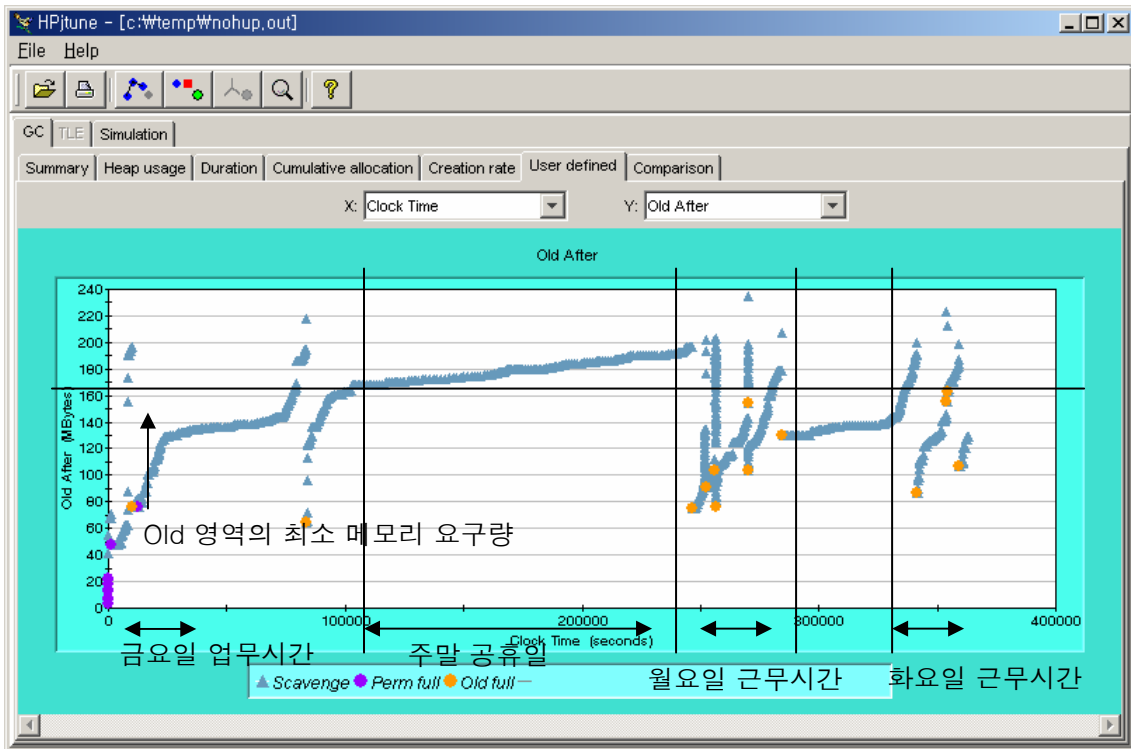 HPjtune - [c:\temp\nohup,out]
File Help
GC TLE Simulation
Summary Heap usage Duration Cumulative allocation Creation rate User defined Comparison
X: Clock Time Y: Old After
Old After
240
220
200
180
160
140
120
100
80
60
40
20
0
Old After (MBytes)
Old 영역의 최소 메모리 요구량
0 100000 200000 300000 400000
Clock Time (seconds)
금요일 업무시간 주말 공휴일 월요일 근무시간 화요일 근무시간
Scavenge Perm full Old full